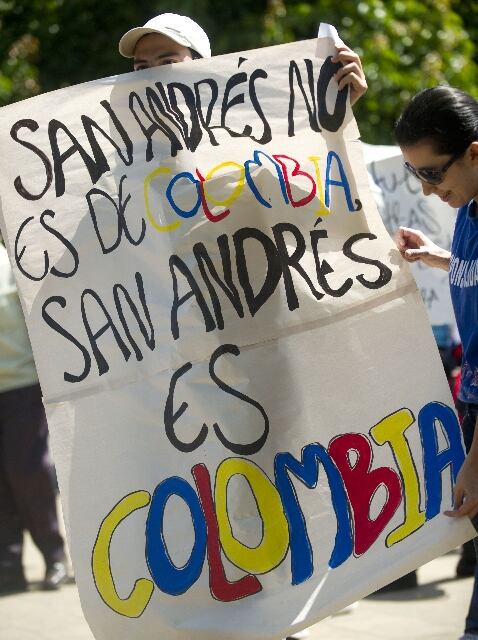 SAN ANDRÉS NO
ES DE COLOMBIA,
SAN ANDRÉS
ES
COLOMBIA